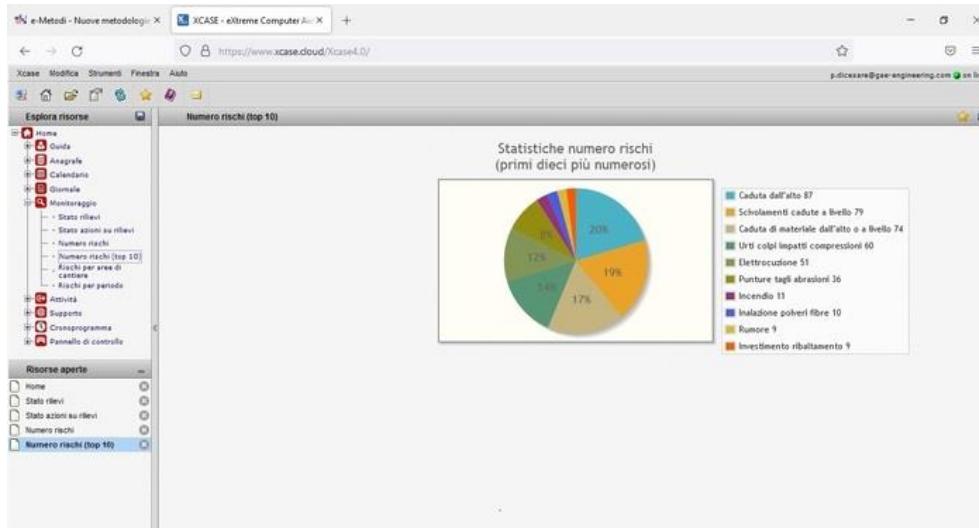 e-Metodi - Nuove metodologie
XCASE - eXtreme Computer
https://www.xcase.cloud/Xcase4.0/
Xcase Modifica Strumenti Finestra Aiuto
p.dicesare@gae-engineering.com on
Esplora risorse
Numero rischi (top 10)
Home
Guida
Anagrafe
Calendario
Giornale
Monitoraggio
Stato rilievi
Stato azioni su rilievi
Numero rischi
Numero rischi (top 10)
Rischi per aree di
cantiere
Rischi per periodo
Attività
Supporto
Cronoprogramma
Pannello di controllo
Risorse aperte
Home
Stato rilievi
Stato azioni su rilievi
Numero rischi
Numero rischi (top 10)
Statistiche numero rischi
(primi dieci più numerosi)
20%
19%
17%
14%
12%
8%
Caduta dall'alto 87
Scivolamenti cadute a livello 79
Caduta di materiale dall'alto o a livello 74
Urti colpi impatti compressioni 60
Elettrocuzione 51
Punture tagli abrasioni 36
Incendio 11
Inalazione polveri fibre 10
Rumore 9
Investimento ribaltamento 9